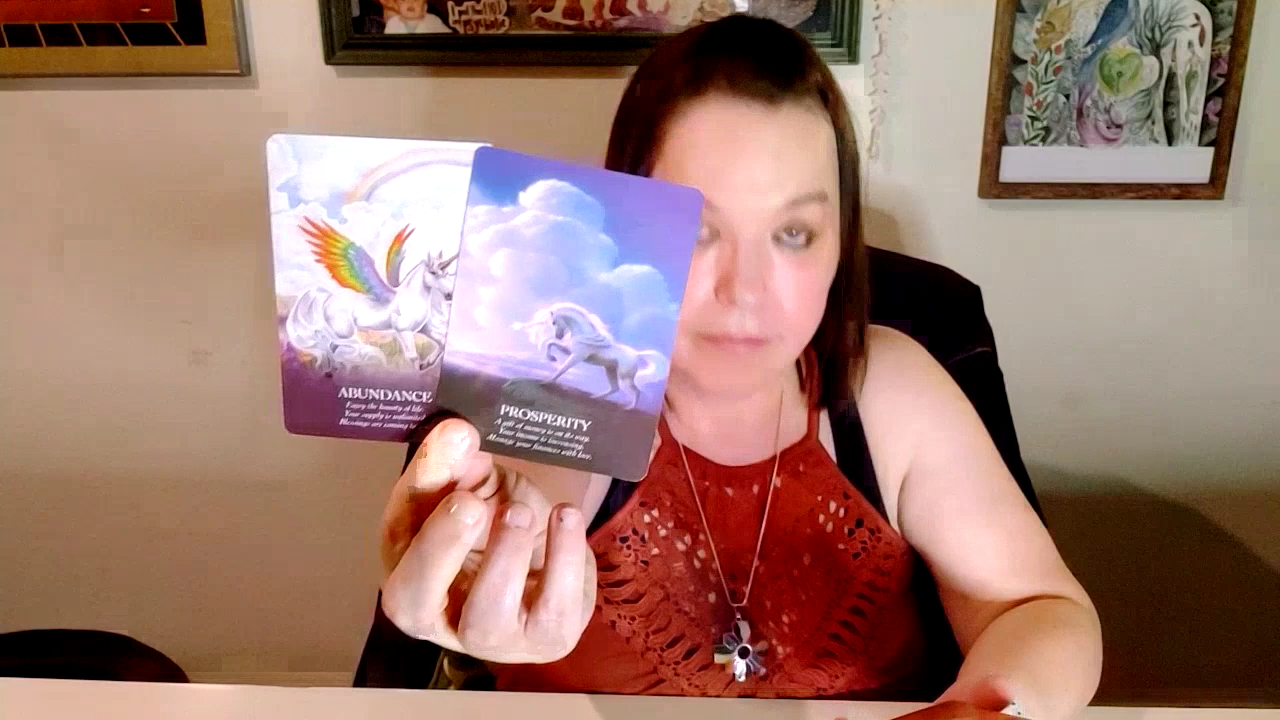 ABUNDANCE
Enjoy the bounty of life.
Your supply is unlimited
Blessings are coming to
PROSPERITY
A gift of money is on its way.
Your income is increasing.
Manage your finances with love.